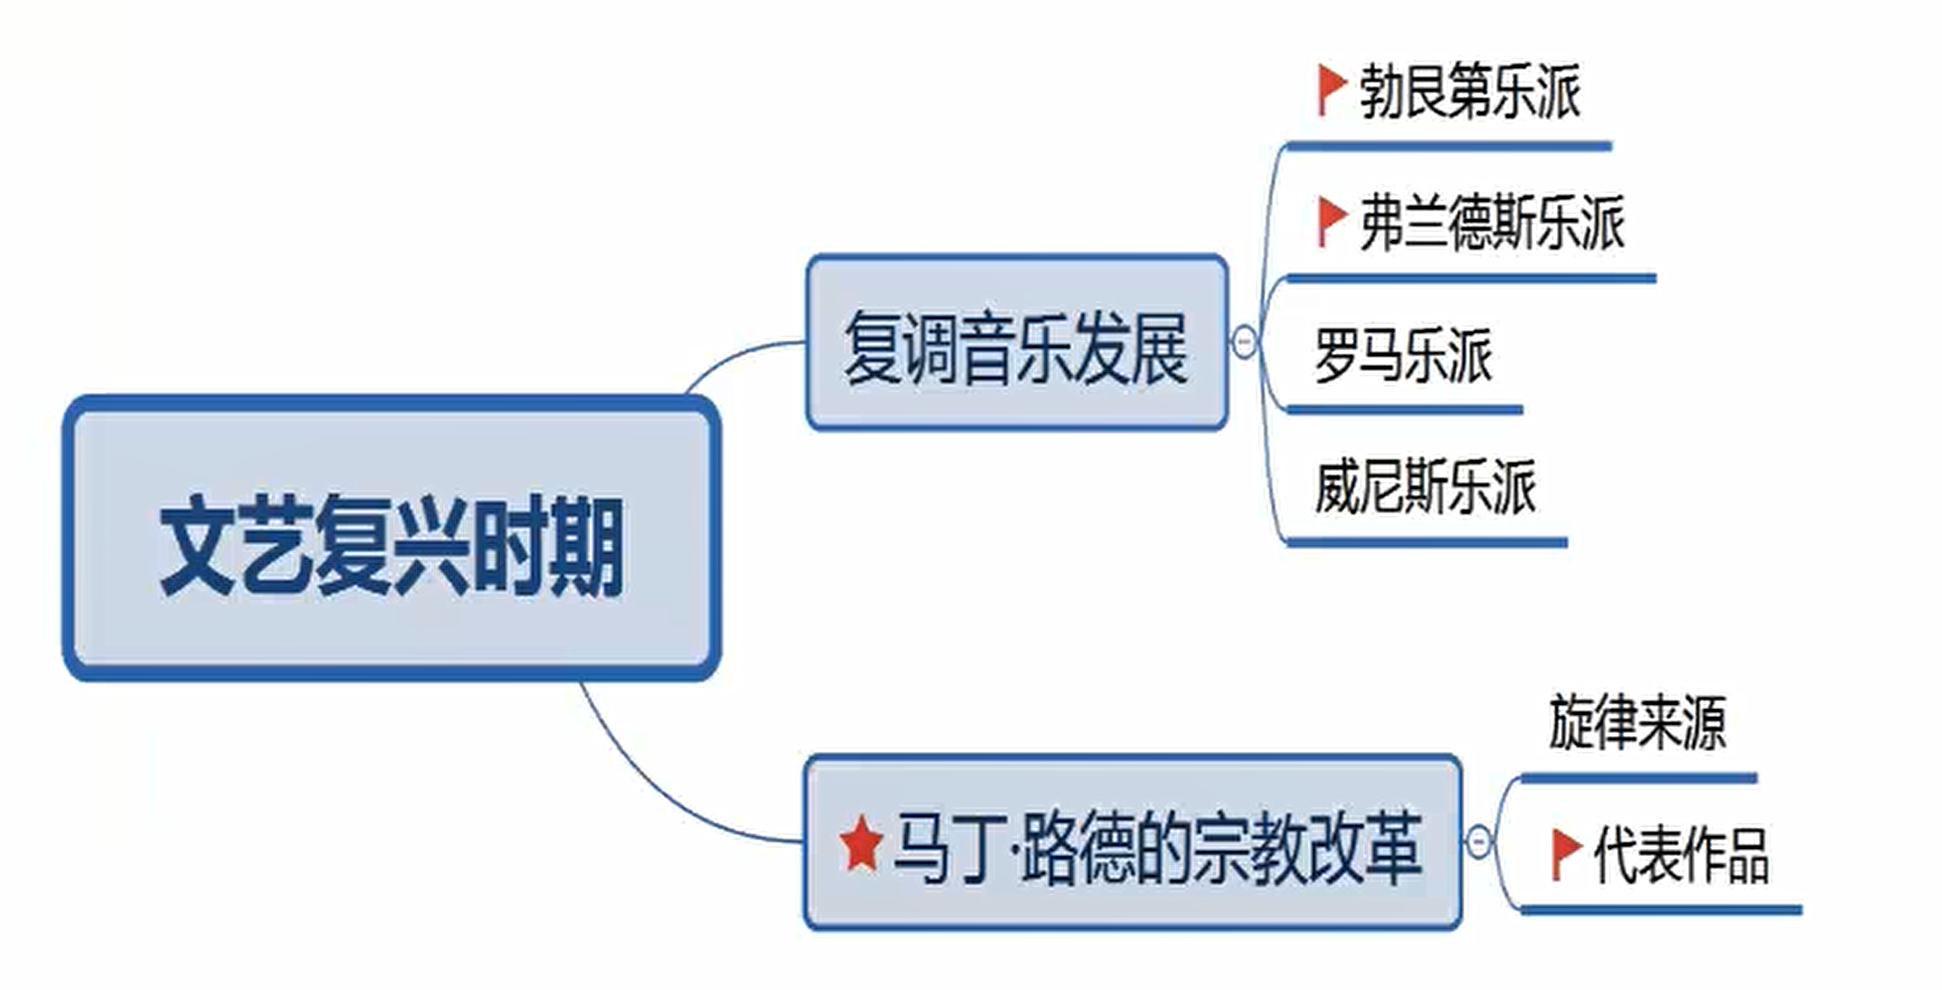 文艺复兴时期
复调音乐发展
勃艮第乐派
弗兰德斯乐派
罗马乐派
威尼斯乐派
马丁·路德的宗教改革
旋律来源
代表作品